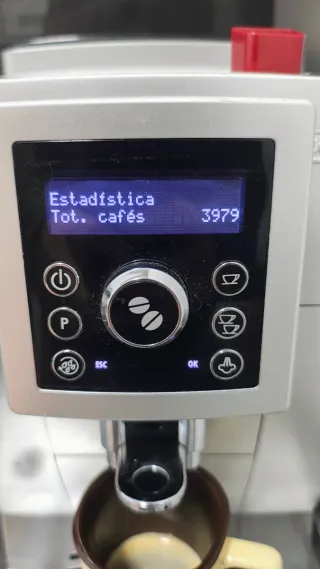 Estadística
Tot. cafés 3979
P
ESC
OK